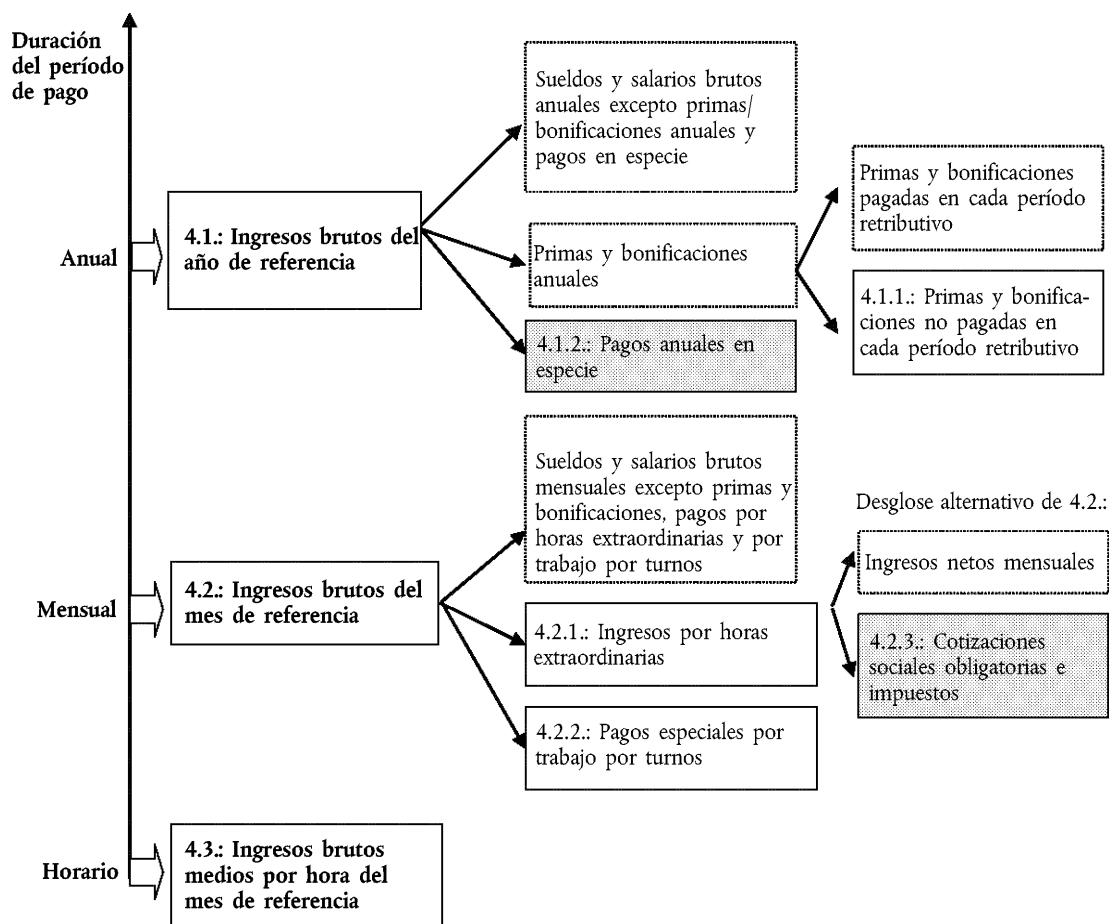 Duración
del período
de pago
Anual
4.1.: Ingresos brutos del
año de referencia
Sueldos y salarios brutos
anuales excepto primas/
bonificaciones anuales y
pagos en especie
Primas y bonificaciones
anuales
4.1.2.: Pagos anuales en
especie
Primas y bonificaciones
pagadas en cada período
retributivo
4.1.1.: Primas y bonifica-
ciones no pagadas en
cada período retributivo
Mensual
4.2.: Ingresos brutos del
mes de referencia
Sueldos y salarios brutos
mensuales excepto primas y
bonificaciones, pagos por
horas extraordinarias y por
trabajo por turnos
4.2.1.: Ingresos por horas
extraordinarias
4.2.2.: Pagos especiales por
trabajo por turnos
Desglose alternativo de 4.2.:
Ingresos netos mensuales
4.2.3.: Cotizaciones
sociales obligatorias e
impuestos
Horario
4.3.: Ingresos brutos
medios por hora del
mes de referencia